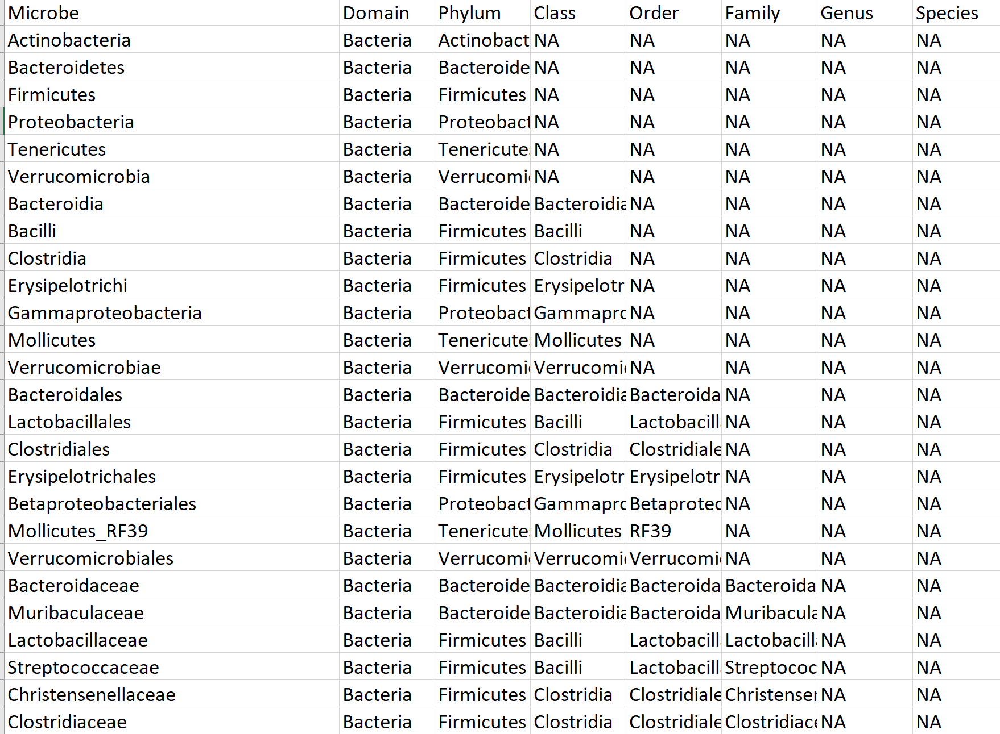 Microbe Domain Phylum Class Order Family Genus Species
Actinobacteria Bacteria Actinobact NA NA NA NA NA
Bacteroidetes Bacteria Bacteroide NA NA NA NA NA
Firmicutes Bacteria Firmicutes NA NA NA NA NA
Proteobacteria Bacteria Proteobact NA NA NA NA NA
Tenericutes Bacteria Tenericutes NA NA NA NA NA
Verrucomicrobia Bacteria Verrucomi NA NA NA NA NA
Bacteroidia Bacteria Bacteroide Bacteroidia NA NA NA NA
Bacilli Bacteria Firmicutes Bacilli NA NA NA NA
Clostridia Bacteria Firmicutes Clostridia NA NA NA NA
Erysipelotrichi Bacteria Firmicutes Erysipelotr NA NA NA NA
Gammaproteobacteria Bacteria Proteobact Gammapro NA NA NA NA
Mollicutes Bacteria Tenericutes Mollicutes NA NA NA NA
Verrucomicrobiae Bacteria Verrucomi Verrucomi NA NA NA NA
Bacteroidales Bacteria Bacteroide Bacteroidia Bacteroida NA NA NA
Lactobacillales Bacteria Firmicutes Bacilli Lactobacill NA NA NA
Clostridiales Bacteria Firmicutes Clostridia Clostridiale NA NA NA
Erysipelotrichales Bacteria Firmicutes Erysipelotr Erysipelotr NA NA NA
Betaproteobacteriales Bacteria Proteobact Gammapro Betaproteo NA NA NA
Mollicutes_RF39 Bacteria Tenericutes Mollicutes RF39 NA NA NA
Verrucomicrobiales Bacteria Verrucomi Verrucomi Verrucomi NA NA NA
Bacteroidaceae Bacteria Bacteroide Bacteroidia Bacteroida Bacteroida NA NA
Muribaculaceae Bacteria Bacteroide Bacteroidia Bacteroida Muribacula NA NA
Lactobacillaceae Bacteria Firmicutes Bacilli Lactobacill Lactobacill NA NA
Streptococcaceae Bacteria Firmicutes Bacilli Lactobacill Streptococ NA NA
Christensenellaceae Bacteria Firmicutes Clostridia Clostridiale Christensen NA NA
Clostridiaceae Bacteria Firmicutes Clostridia Clostridiale Clostridiace NA NA